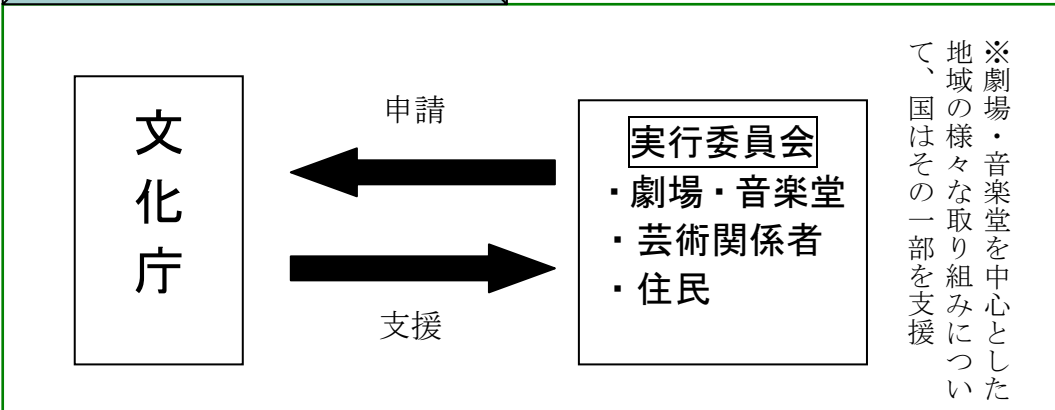 文化庁
申請
支援
実行委員会
・劇場・音楽堂
・芸術関係者
・住民
※劇場・音楽堂を中心とした
地域の様々な取り組みについ
て、国はその一部を支援